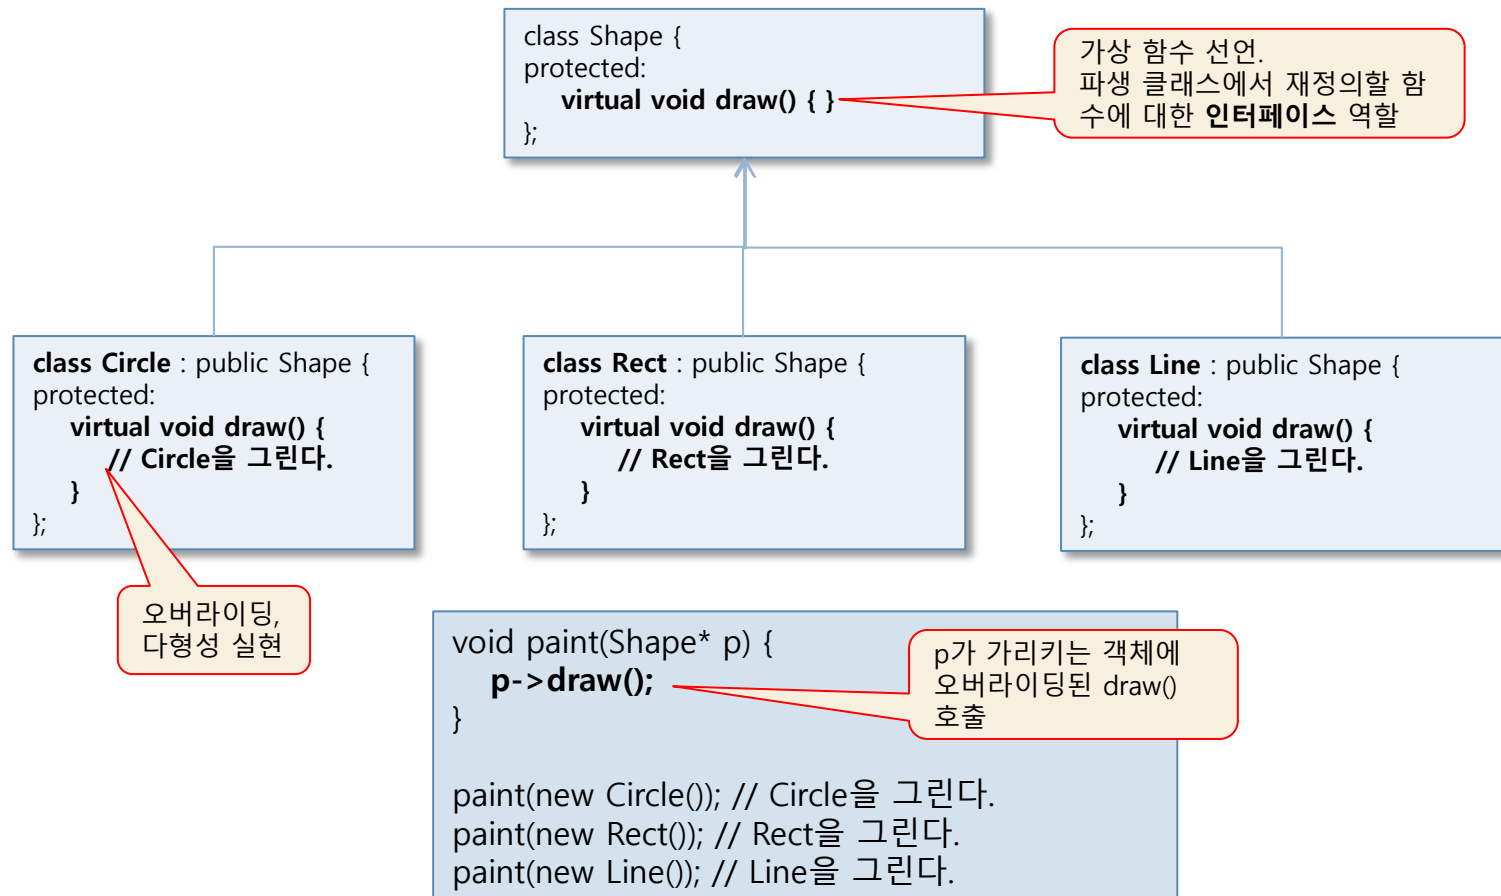 class Shape {
protected:
virtual void draw() { }
};
가상 함수 선언.
파생 클래스에서 재정의할 함
수에 대한 인터페이스 역할
class Circle : public Shape {
protected:
virtual void draw() {
// Circle을 그린다.
}
};
class Rect : public Shape {
protected:
virtual void draw() {
// Rect을 그린다.
}
};
class Line : public Shape {
protected:
virtual void draw() {
// Line을 그린다.
}
};
오버라이딩,
다형성 실현
void paint(Shape* p) {
p->draw();
}
p가 가리키는 객체에
오버라이딩된 draw()
호출
paint(new Circle()); // Circle을 그린다.
paint(new Rect()); // Rect을 그린다.
paint(new Line()); // Line을 그린다.